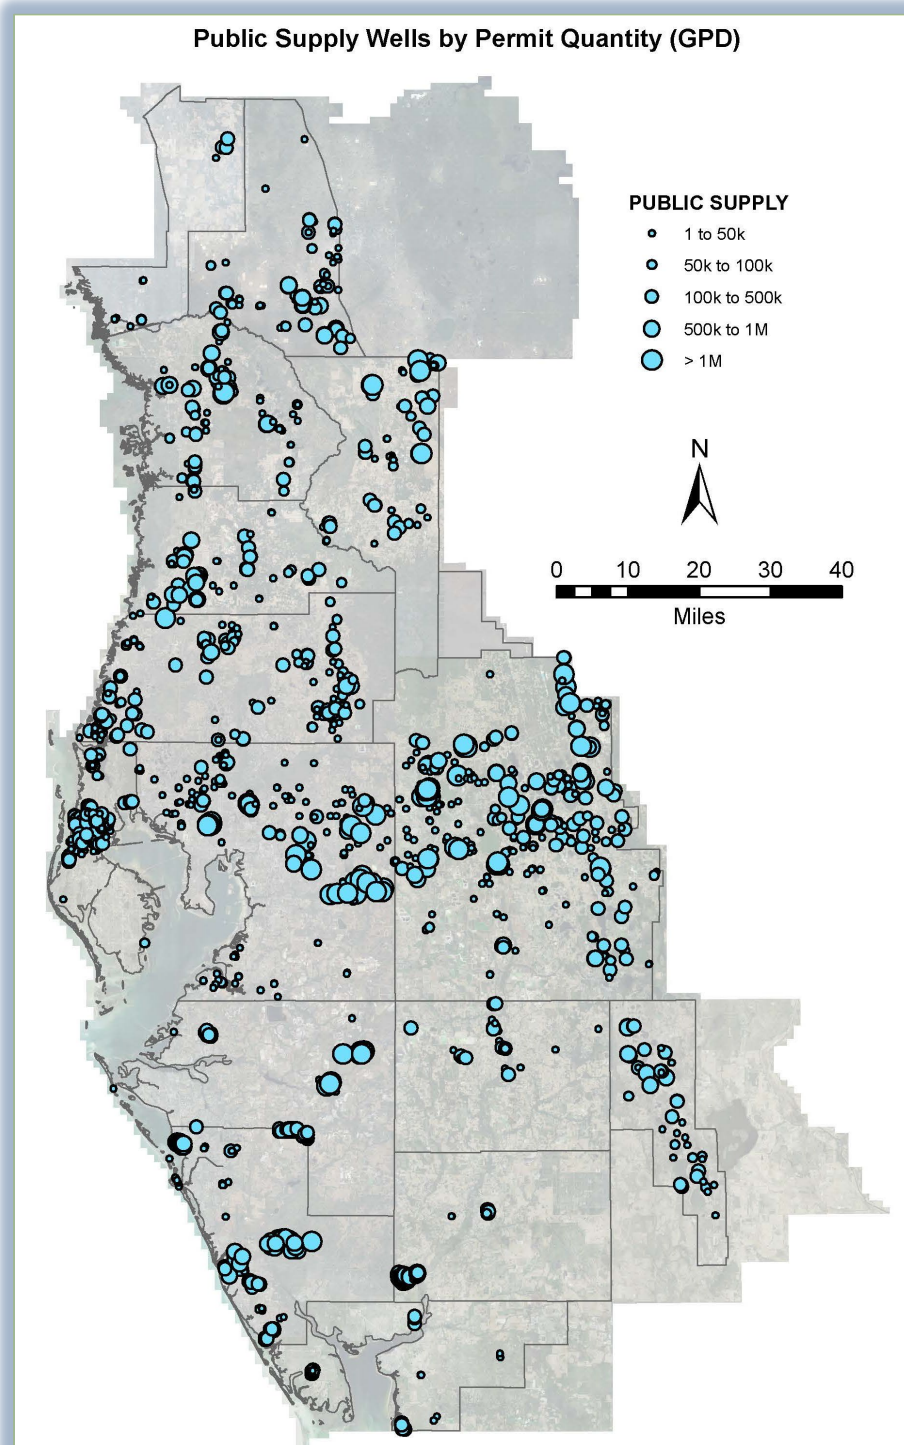 Public Supply Wells by Permit Quantity (GPD)
PUBLIC SUPPLY
1 to 50k
50k to 100k
100k to 500k
500k to 1M
> 1M
N
0 10 20 30 40
Miles